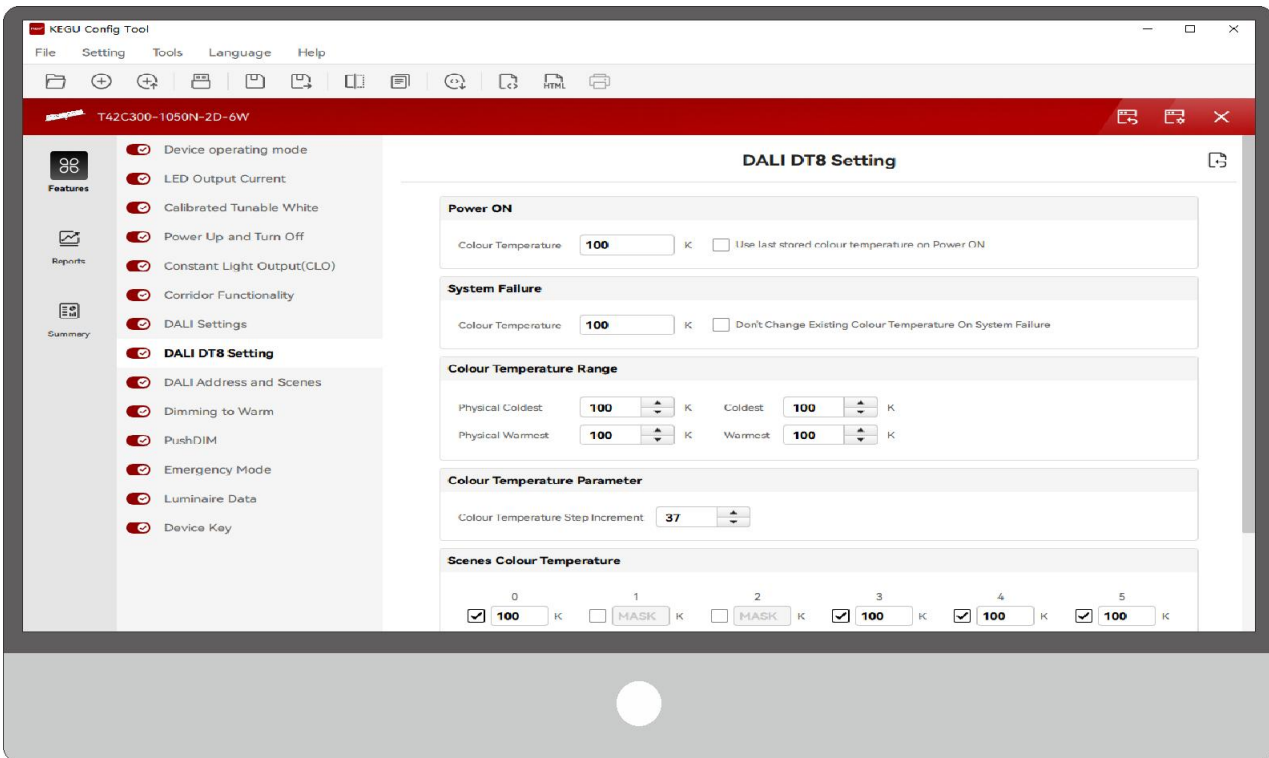 KEGU Config Tool
File Setting Tools Language Help
HTML
T42C300-1050N-2D-6W
Features
Reports
Summary
Device operating mode
LED Output Current
Calibrated Tunable White
Power Up and Turn Off
Constant Light Output(CLO)
Corridor Functionality
DALI Settings
DALI DT8 Setting
DALI Address and Scenes
Dimming to Warm
PushDIM
Emergency Mode
Luminaire Data
Device Key
DALI DT8 Setting
Power ON
Colour Temperature 100 K Use last stored colour temperature on Power ON
System Failure
Colour Temperature 100 K Don't Change Existing Colour Temperature On System Failure
Colour Temperature Range
Physical Coldest 100 K Coldest 100 K
Physical Warmest 100 K Warmest 100 K
Colour Temperature Parameter
Colour Temperature Step Increment 37
Scenes Colour Temperature
0 1 2 3 4 5
100 K MASK K MASK K 100 K 100 K 100 K